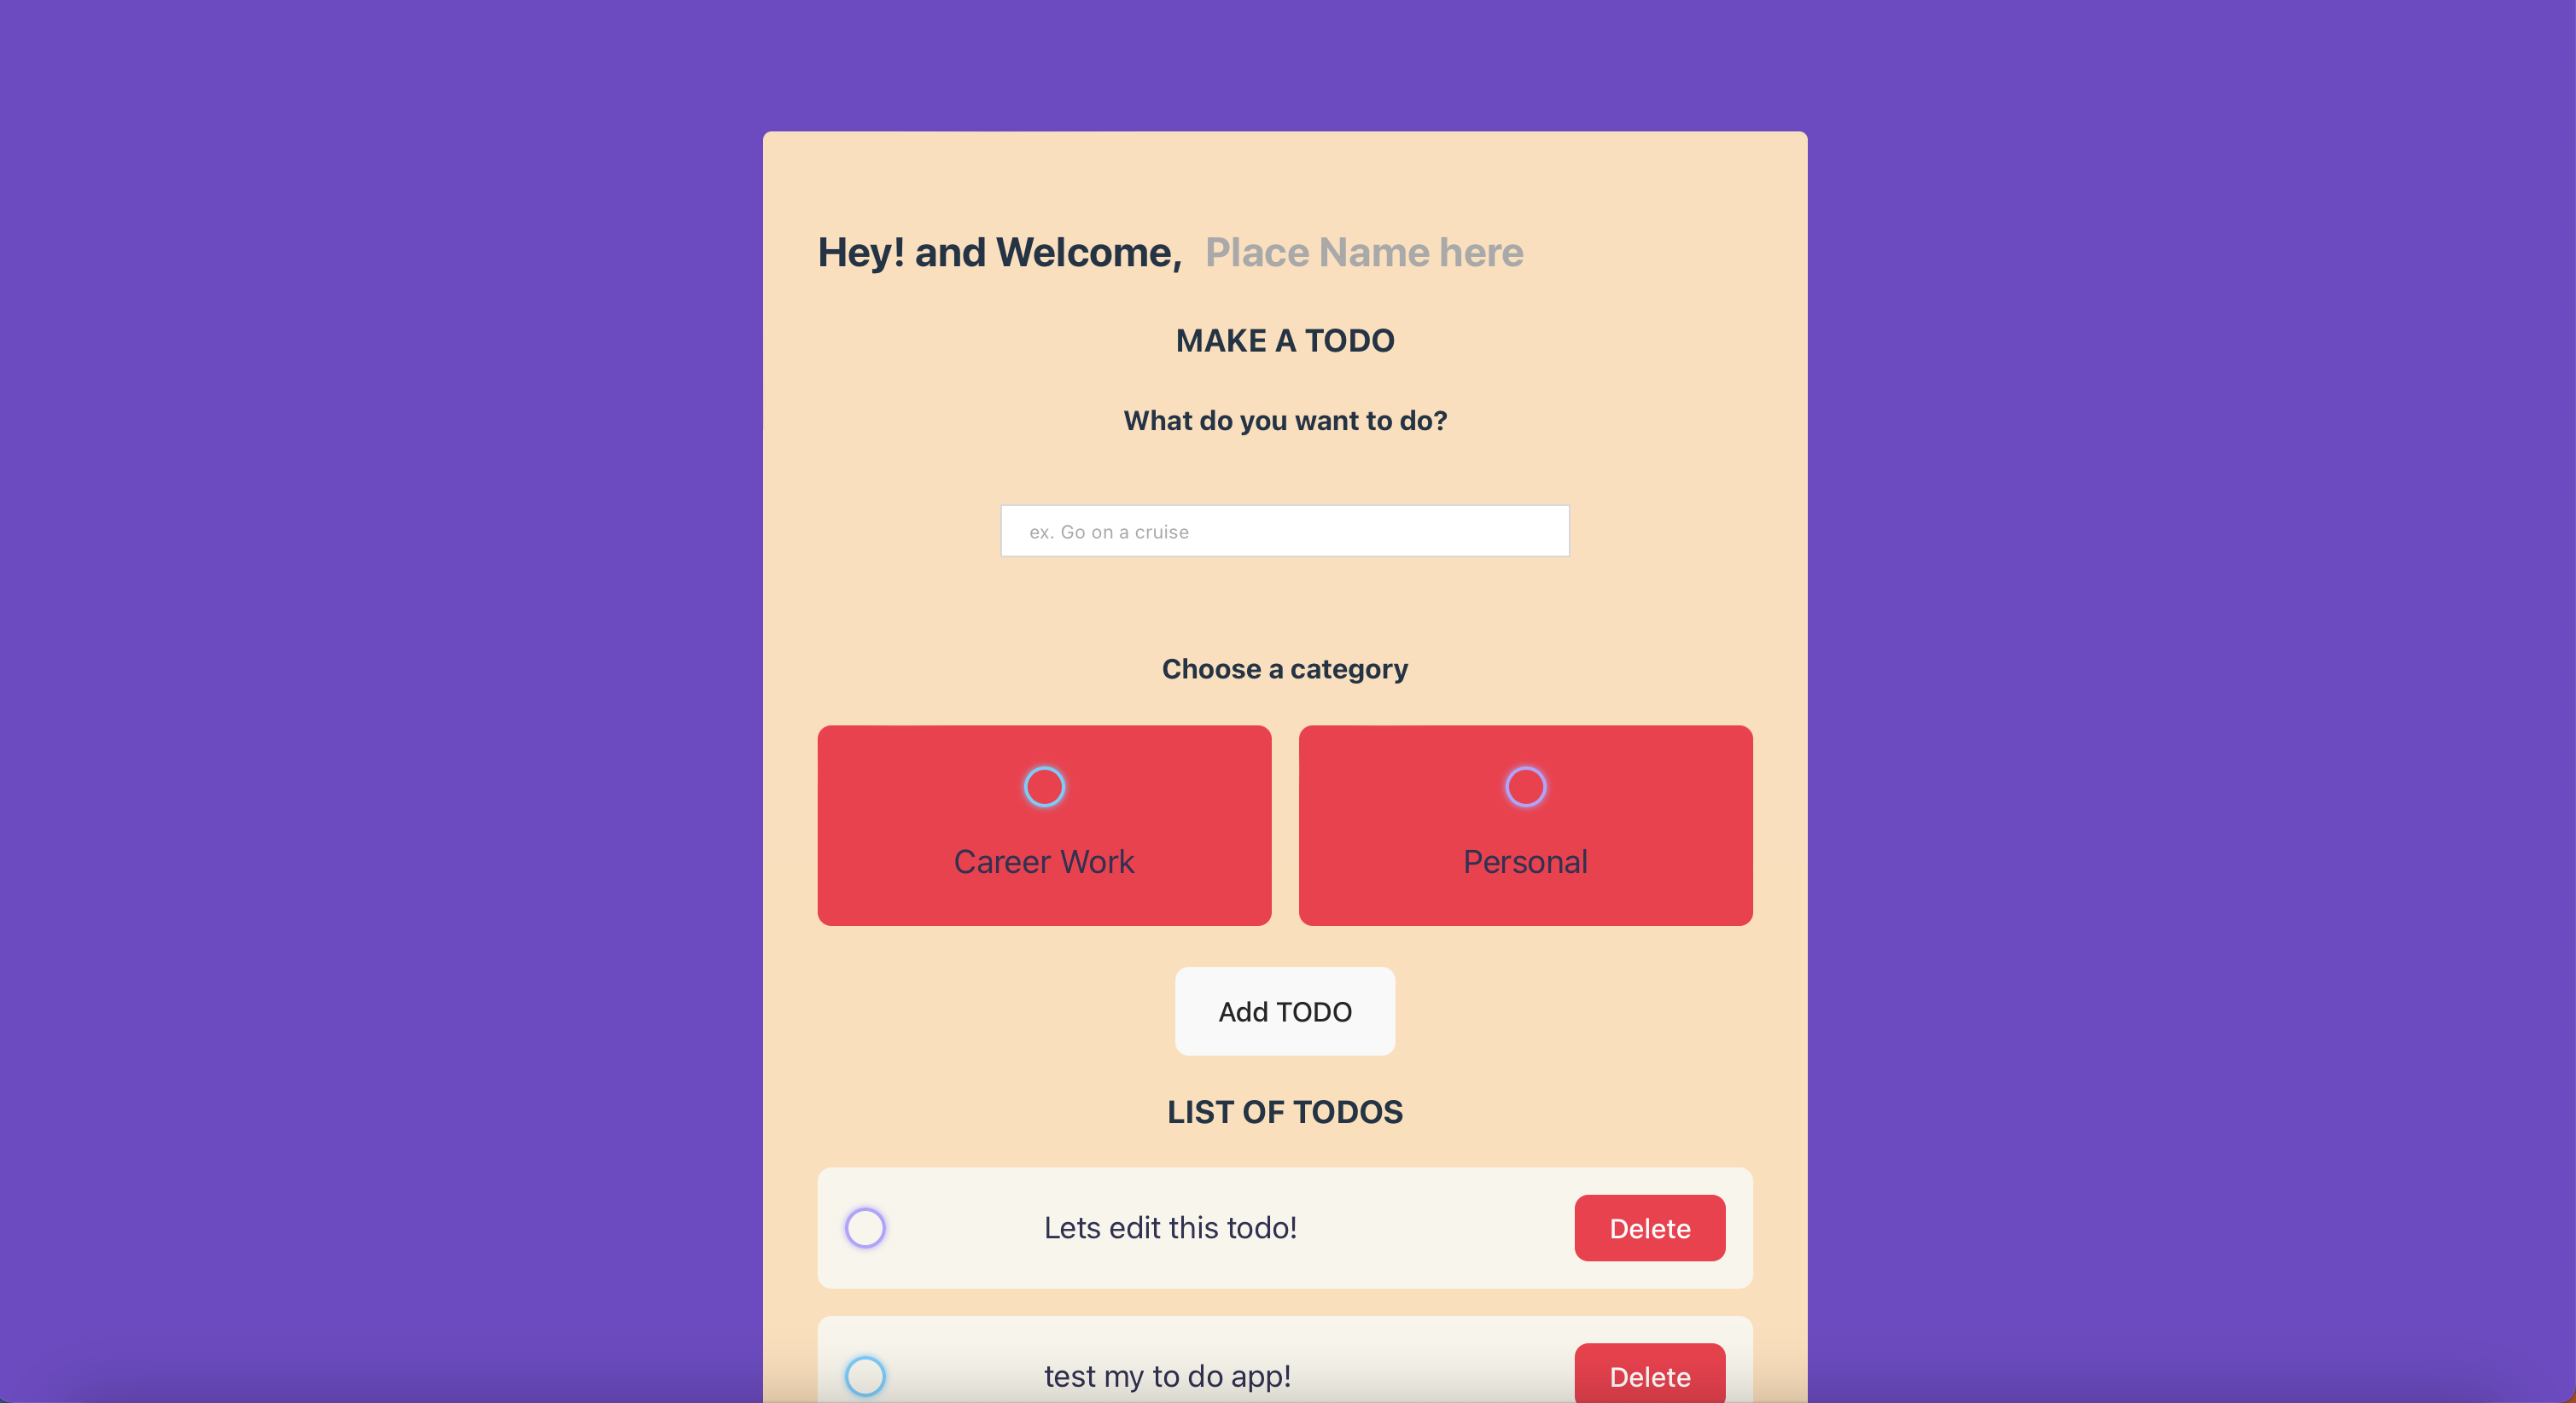 Hey! and Welcome, Place Name here
MAKE A TODO
What do you want to do?
ex. Go on a cruise
Choose a category
Career Work
Personal
Add TODO
LIST OF TODOS
Lets edit this todo!
Delete
test my to do app!
Delete